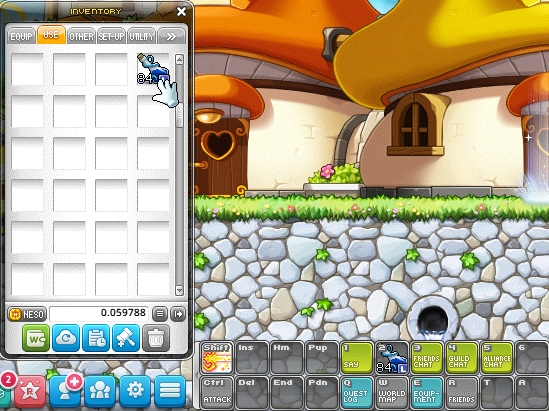 INVENTORY
EQUIP USE OTHER SET-UP UTILITY >>
84 L
NESO 0.059788
WC
2
R
Shift Ins Hm Pup 1 2 3 4 5 6
SAY 84 L FRIENDS CHAT GUILD CHAT ALLIANCE CHAT
Ctrl Del End Pdn Q W E R T A
ATTACK QUEST LOG WORLD MAP EQUIP-MENT FRIENDS